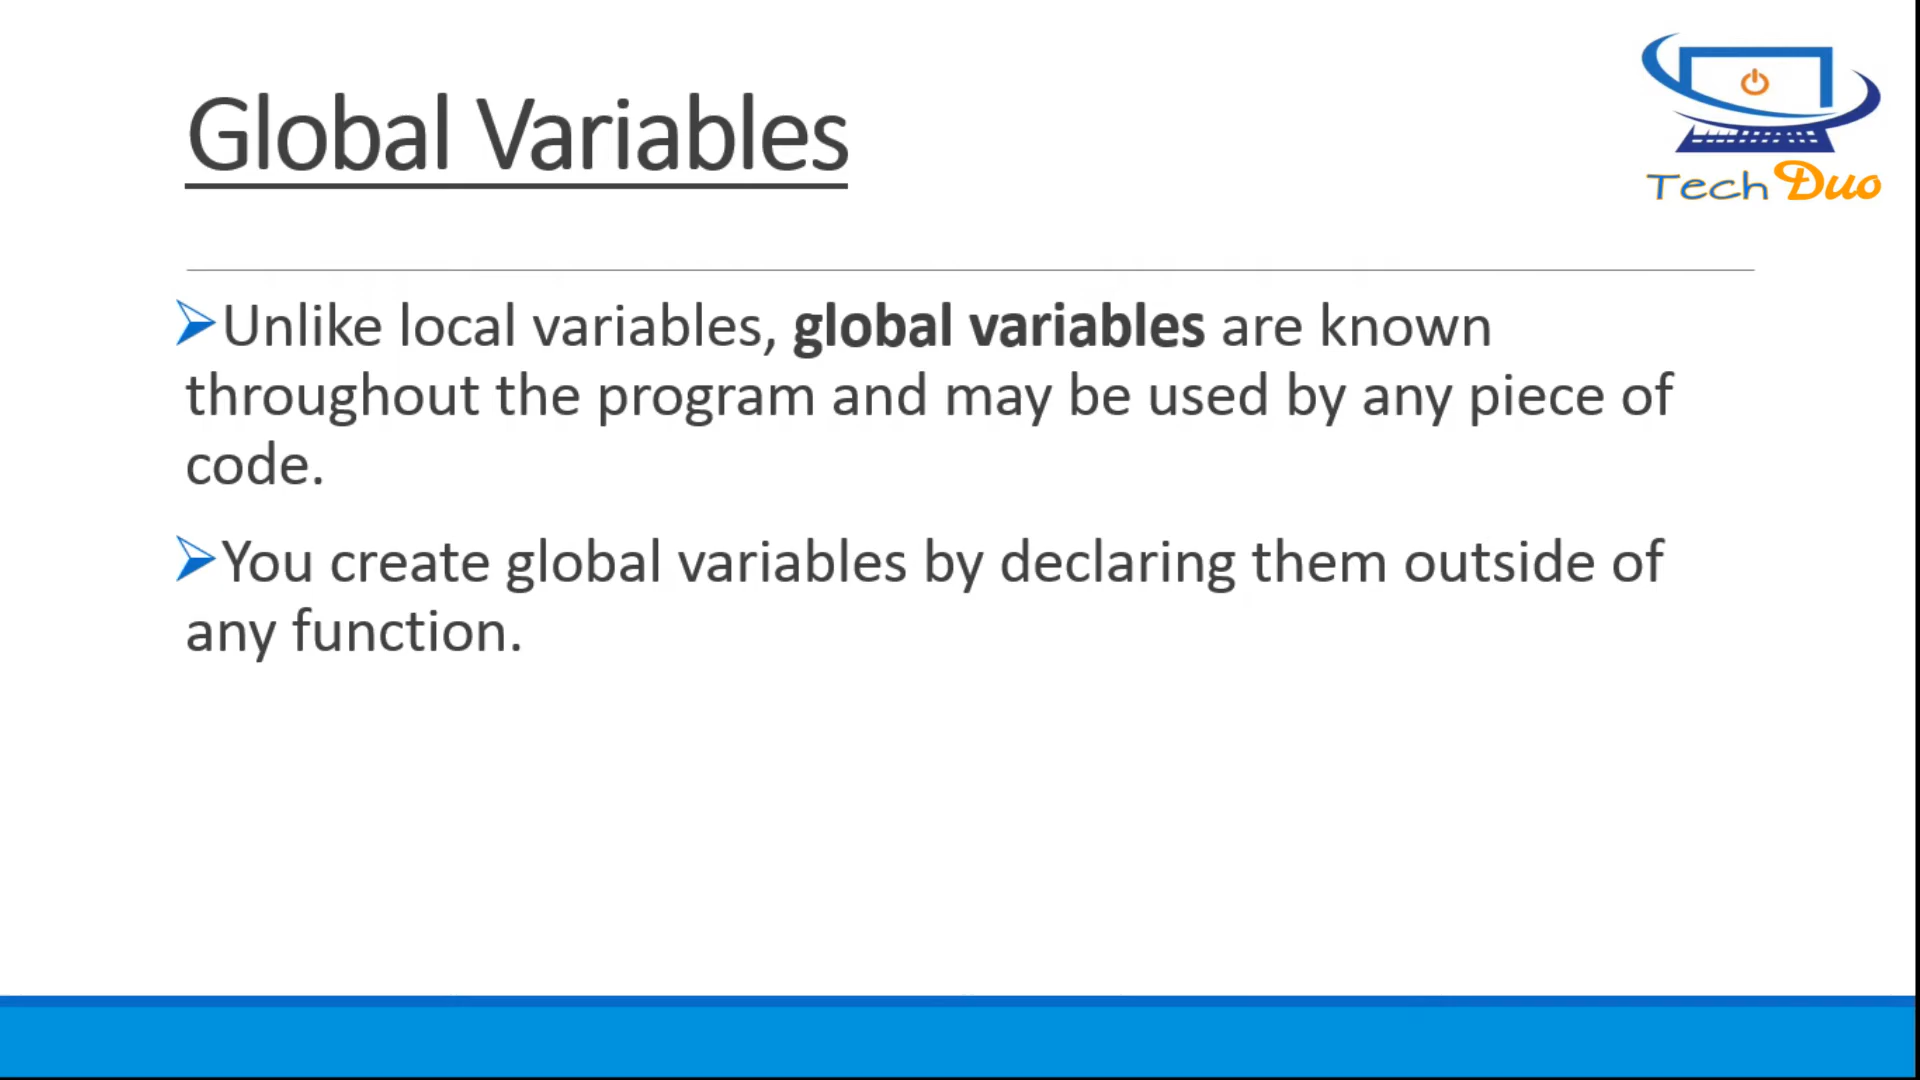 Global Variables
Tech Duo
➢Unlike local variables, global variables are known
throughout the program and may be used by any piece of
code.
➢You create global variables by declaring them outside of
any function.